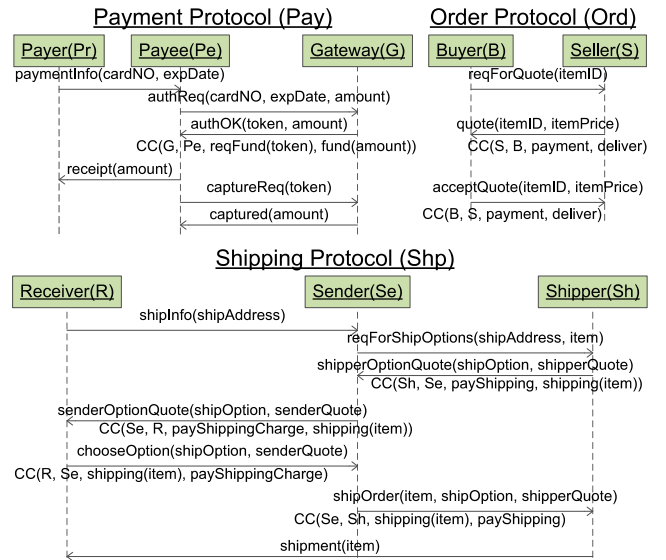 Payment Protocol (Pay)
Order Protocol (Ord)
Payer(Pr)
Payee(Pe)
Gateway(G)
Buyer(B)
Seller(S)
paymentInfo(cardNO, expDate)
authReq(cardNO, expDate, amount)
authOK(token, amount)
CC(G, Pe, reqFund(token), fund(amount))
receipt(amount)
captureReq(token)
captured(amount)
reqForQuote(itemID)
quote(itemID, itemPrice)
CC(S, B, payment, deliver)
acceptQuote(itemID, itemPrice)
CC(B, S, payment, deliver)
Shipping Protocol (Shp)
Receiver(R)
Sender(Se)
Shipper(Sh)
shipInfo(shipAddress)
reqForShipOptions(shipAddress, item)
shipperOptionQuote(shipOption, shipperQuote)
CC(Sh, Se, payShipping, shipping(item))
senderOptionQuote(shipOption, senderQuote)
CC(Se, R, payShippingCharge, shipping(item))
chooseOption(shipOption, senderQuote)
CC(R, Se, shipping(item), payShippingCharge)
shipOrder(item, shipOption, shipperQuote)
CC(Se, Sh, shipping(item), payShipping)
shipment(item)